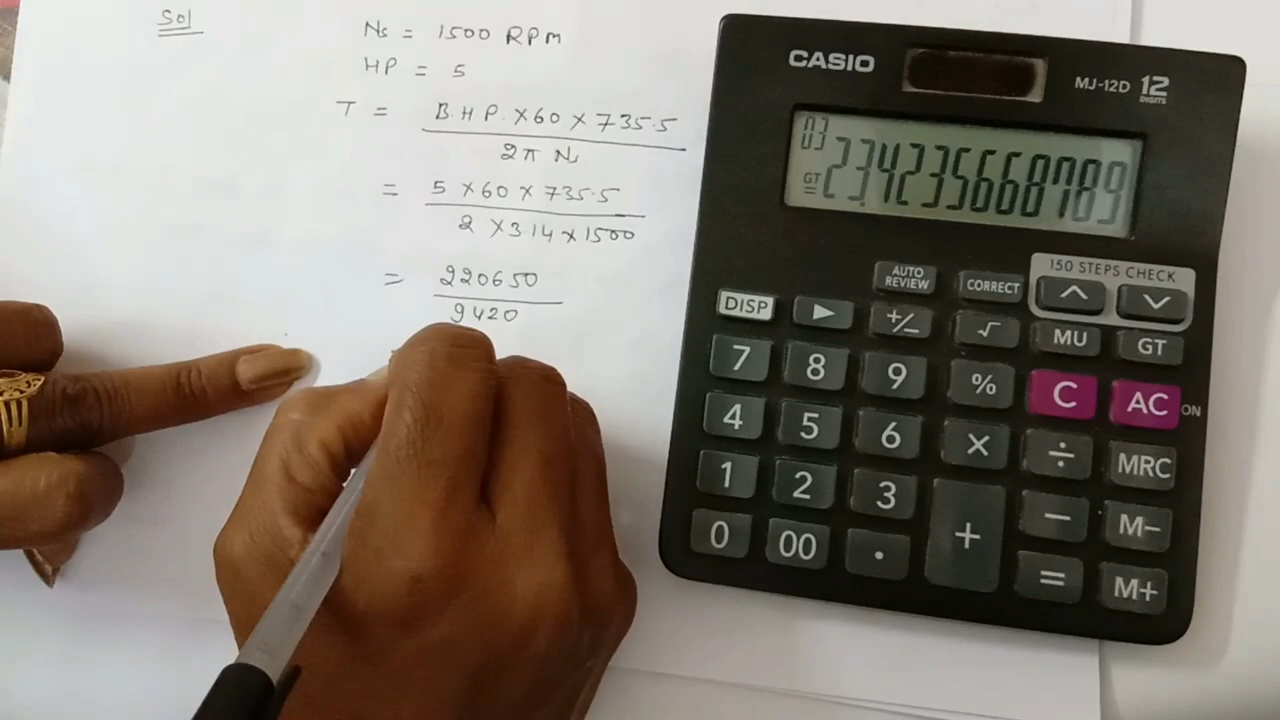 Sol
Ns = 1500 RPM
HP = 5
T = B.H.P. × 60 × 735.5
2π Ns
= 5 × 60 × 735.5
2 × 3.14 × 1500
= 220650
9420
CASIO
MJ-12D 12
DIGITS
03
GT
=
23.4235668789
150 STEPS CHECK
AUTO REVIEW
CORRECT
DISP ▶ +/− √ MU GT
7 8 9 % C AC ON
4 5 6 × ÷ MRC
1 2 3 + − M−
0 00 · = M+